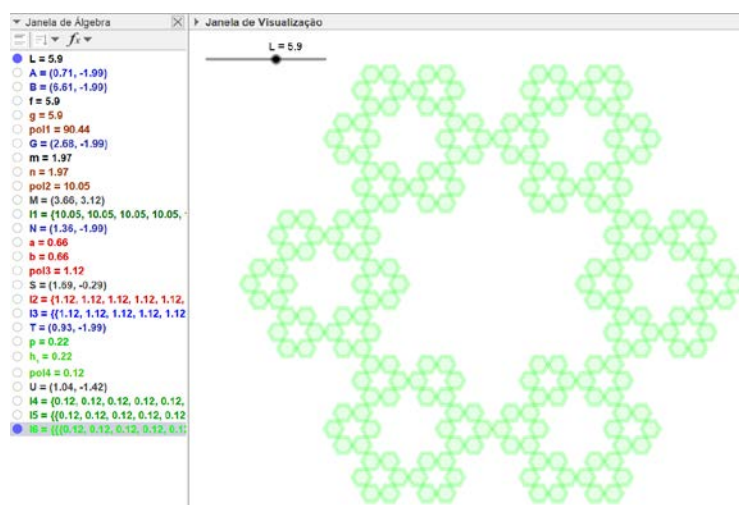 Janela de Álgebra
Janela de Visualização
L = 5.9
L = 5.9
A = (0.71, -1.99)
B = (6.61, -1.99)
f = 5.9
g = 5.9
pol1 = 90.44
G = (2.68, -1.99)
m = 1.97
n = 1.97
pol2 = 10.05
M = (3.66, 3.12)
l1 = {10.05, 10.05, 10.05, 10.05,
N = (1.36, -1.99)
a = 0.66
b = 0.66
pol3 = 1.12
S = (1.69, -0.29)
l2 = {1.12, 1.12, 1.12, 1.12, 1.12,
l3 = {{1.12, 1.12, 1.12, 1.12, 1.12
T = (0.93, -1.99)
p = 0.22
h₁ = 0.22
pol4 = 0.12
U = (1.04, -1.42)
l4 = {0.12, 0.12, 0.12, 0.12, 0.12,
l5 = {{0.12, 0.12, 0.12, 0.12, 0.12
l6 = {{{0.12, 0.12, 0.12, 0.12, 0.1